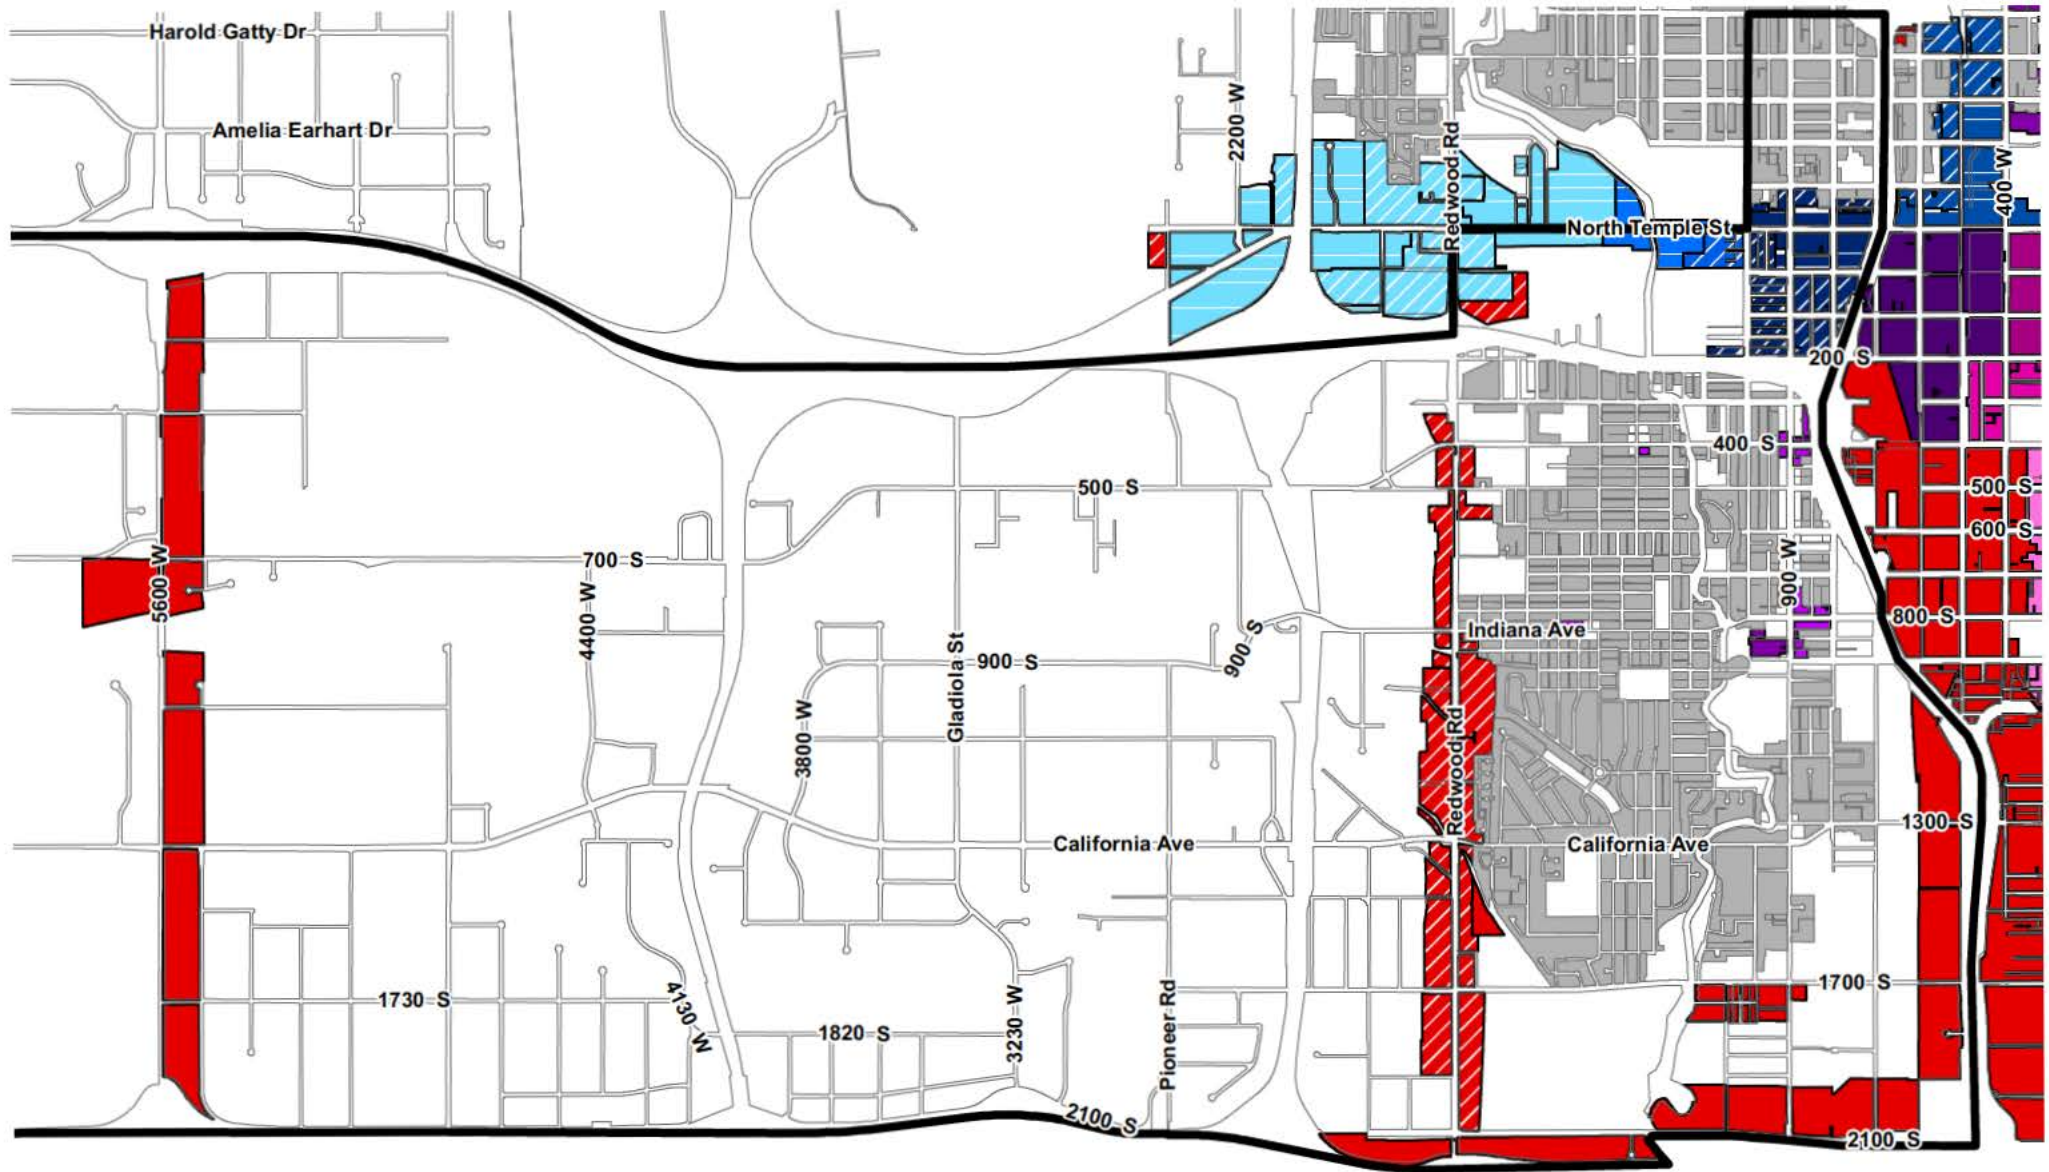 Harold Gatty Dr
Amelia Earhart Dr
2200 W
Redwood Rd
400 W
North Temple St
200 S
400 S
500 S
500 S
600 S
700 S
5600 W
4400 W
900 W
800 S
Indiana Ave
900 S
900 S
Gladiola St
3800 W
Redwood Rd
1300 S
California Ave
California Ave
1700 S
1730 S
4130 W
1820 S
3230 W
Pioneer Rd
2100 S
2100 S